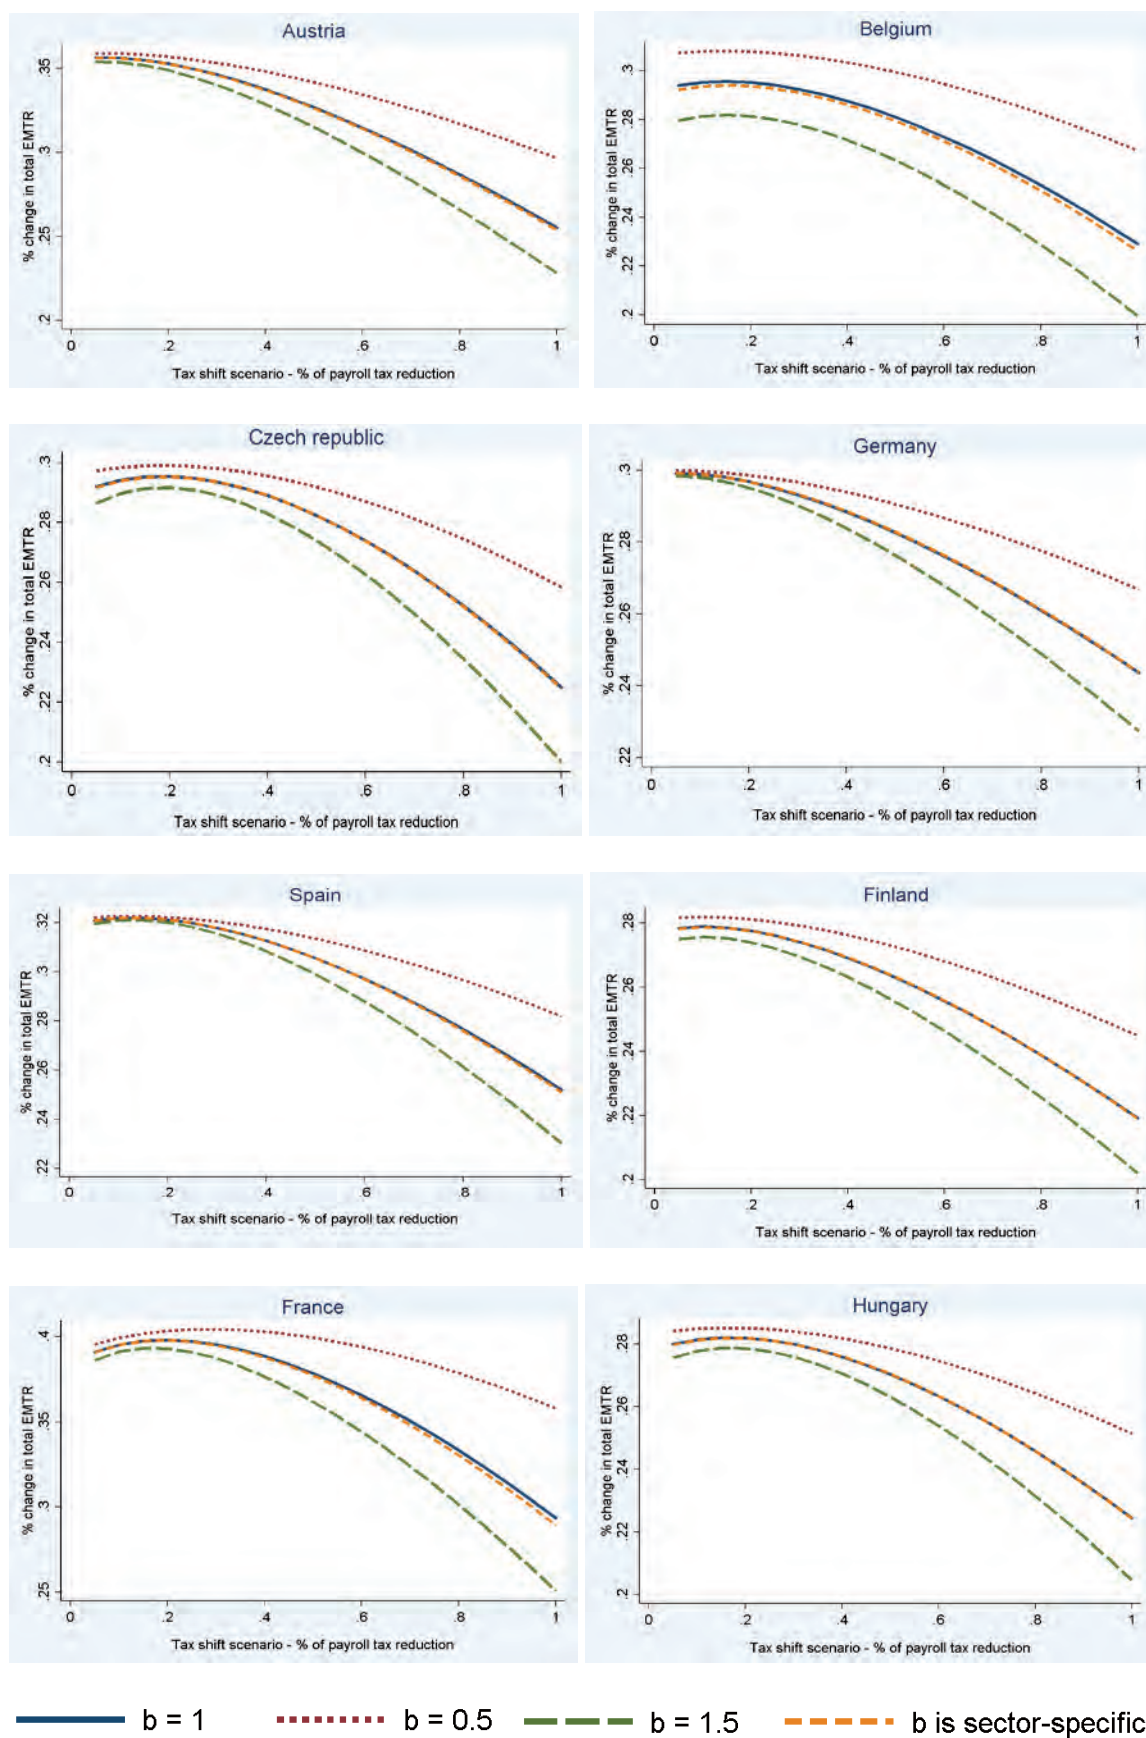 Austria
% change in total EMTR
.35
.3
.25
.2
0 .2 .4 .6 .8 1
Tax shift scenario - % of payroll tax reduction
Belgium
% change in total EMTR
.3
.28
.26
.24
.22
.2
0 .2 .4 .6 .8 1
Tax shift scenario - % of payroll tax reduction
Czech republic
% change in total EMTR
.3
.28
.26
.24
.22
.2
0 .2 .4 .6 .8 1
Tax shift scenario - % of payroll tax reduction
Germany
% change in total EMTR
.3
.28
.26
.24
.22
0 .2 .4 .6 .8 1
Tax shift scenario - % of payroll tax reduction
Spain
% change in total EMTR
.32
.3
.28
.26
.24
.22
0 .2 .4 .6 .8 1
Tax shift scenario - % of payroll tax reduction
Finland
% change in total EMTR
.28
.26
.24
.22
.2
0 .2 .4 .6 .8 1
Tax shift scenario - % of payroll tax reduction
France
% change in total EMTR
.4
.35
.3
.25
0 .2 .4 .6 .8 1
Tax shift scenario - % of payroll tax reduction
Hungary
% change in total EMTR
.28
.26
.24
.22
.2
0 .2 .4 .6 .8 1
Tax shift scenario - % of payroll tax reduction
b = 1 b = 0.5 b = 1.5 b is sector-specific